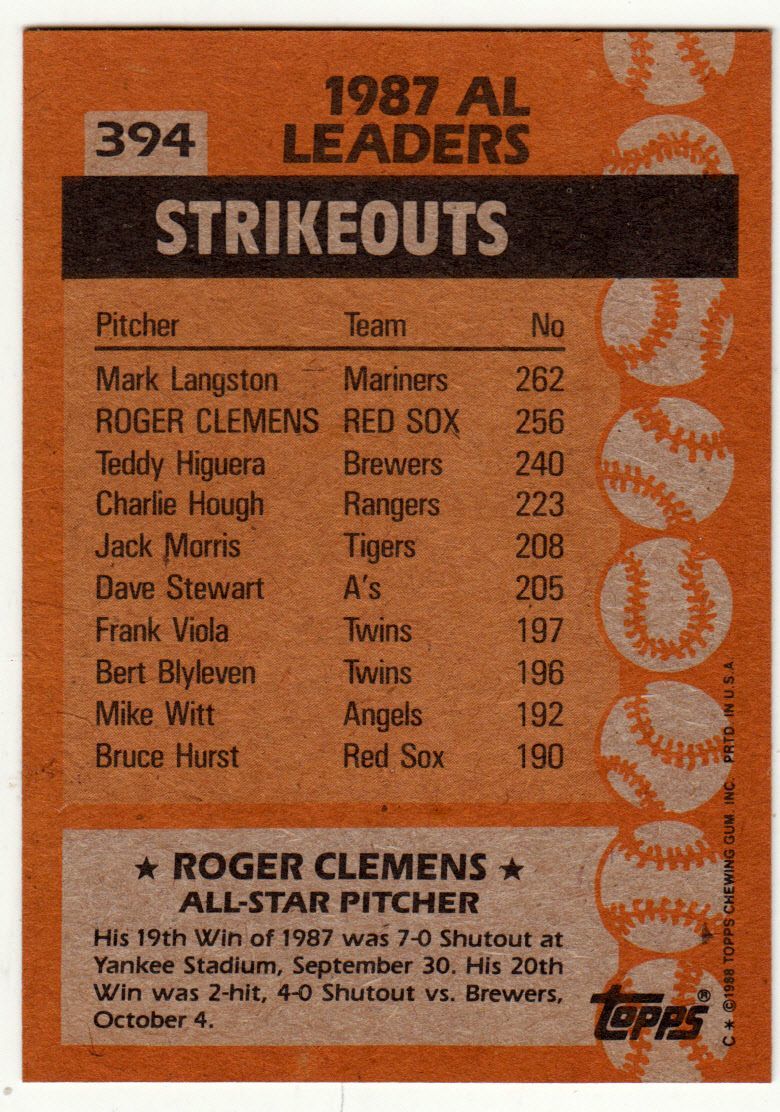 1987 AL
LEADERS
394
STRIKEOUTS
Pitcher Team No
Mark Langston Mariners 262
ROGER CLEMENS RED SOX 256
Teddy Higuera Brewers 240
Charlie Hough Rangers 223
Jack Morris Tigers 208
Dave Stewart A's 205
Frank Viola Twins 197
Bert Blyleven Twins 196
Mike Witt Angels 192
Bruce Hurst Red Sox 190
★ ROGER CLEMENS ★
ALL-STAR PITCHER
His 19th Win of 1987 was 7-0 Shutout at
Yankee Stadium, September 30. His 20th
Win was 2-hit, 4-0 Shutout vs. Brewers,
October 4.
TOPPS®
C * ©1988 TOPPS CHEWING GUM, INC. PRTD. IN U.S.A.